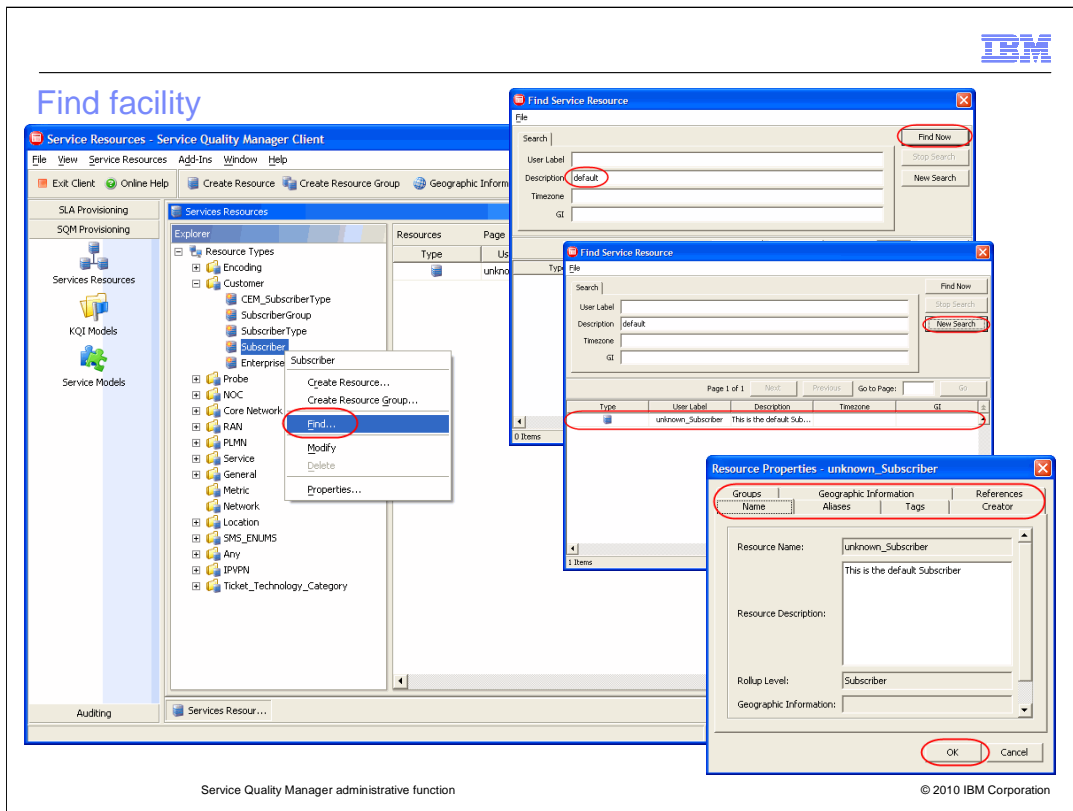 IBM
Find facility
Service Resources - Service Quality Manager Client
File View Service Resources Add-Ins Window Help
Exit Client Online Help Create Resource Create Resource Group Geographic Inform
SLA Provisioning
SQM Provisioning
Services Resources
KQI Models
Service Models
Auditing
Services Resources
Explorer
Resource Types
Encoding
Customer
CEM_SubscriberType
SubscriberGroup
SubscriberType
Subscriber
Enterprise
Probe
NOC
Core Network
RAN
PLMN
Service
General
Metric
Network
Location
SMS_ENUMS
Any
IPVPN
Ticket_Technology_Category
Resources Page
Type Us
unkno
Subscriber
Create Resource...
Create Resource Group...
Find...
Modify
Delete
Properties...
Services Resour...
Find Service Resource
File
Search
User Label
Description default
Timezone
GI
Find Now
Stop Search
New Search
Type
0 Items
Find Service Resource
File
Search
User Label
Description default
Timezone
GI
Find Now
Stop Search
New Search
Page 1 of 1 Next Previous Go to Page: Go
Type User Label Description Timezone GI
unknown_Subscriber This is the default Sub...
1 Items
Resource Properties - unknown_Subscriber
Groups Geographic Information References
Name Aliases Tags Creator
Resource Name: unknown_Subscriber
Resource Description: This is the default Subscriber
Rollup Level: Subscriber
Geographic Information:
OK Cancel
Service Quality Manager administrative function
© 2010 IBM Corporation